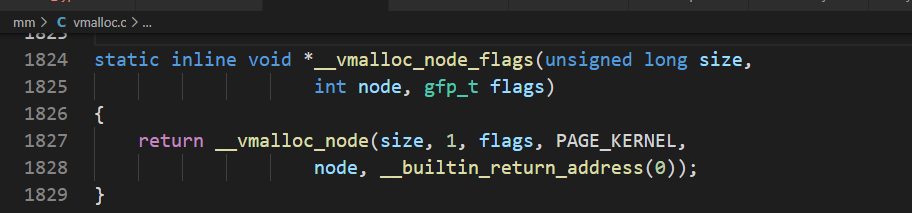 mm > C vmalloc.c > ...
1823
1824 static inline void *__vmalloc_node_flags(unsigned long size,
1825 int node, gfp_t flags)
1826 {
1827 return __vmalloc_node(size, 1, flags, PAGE_KERNEL,
1828 node, __builtin_return_address(0));
1829 }